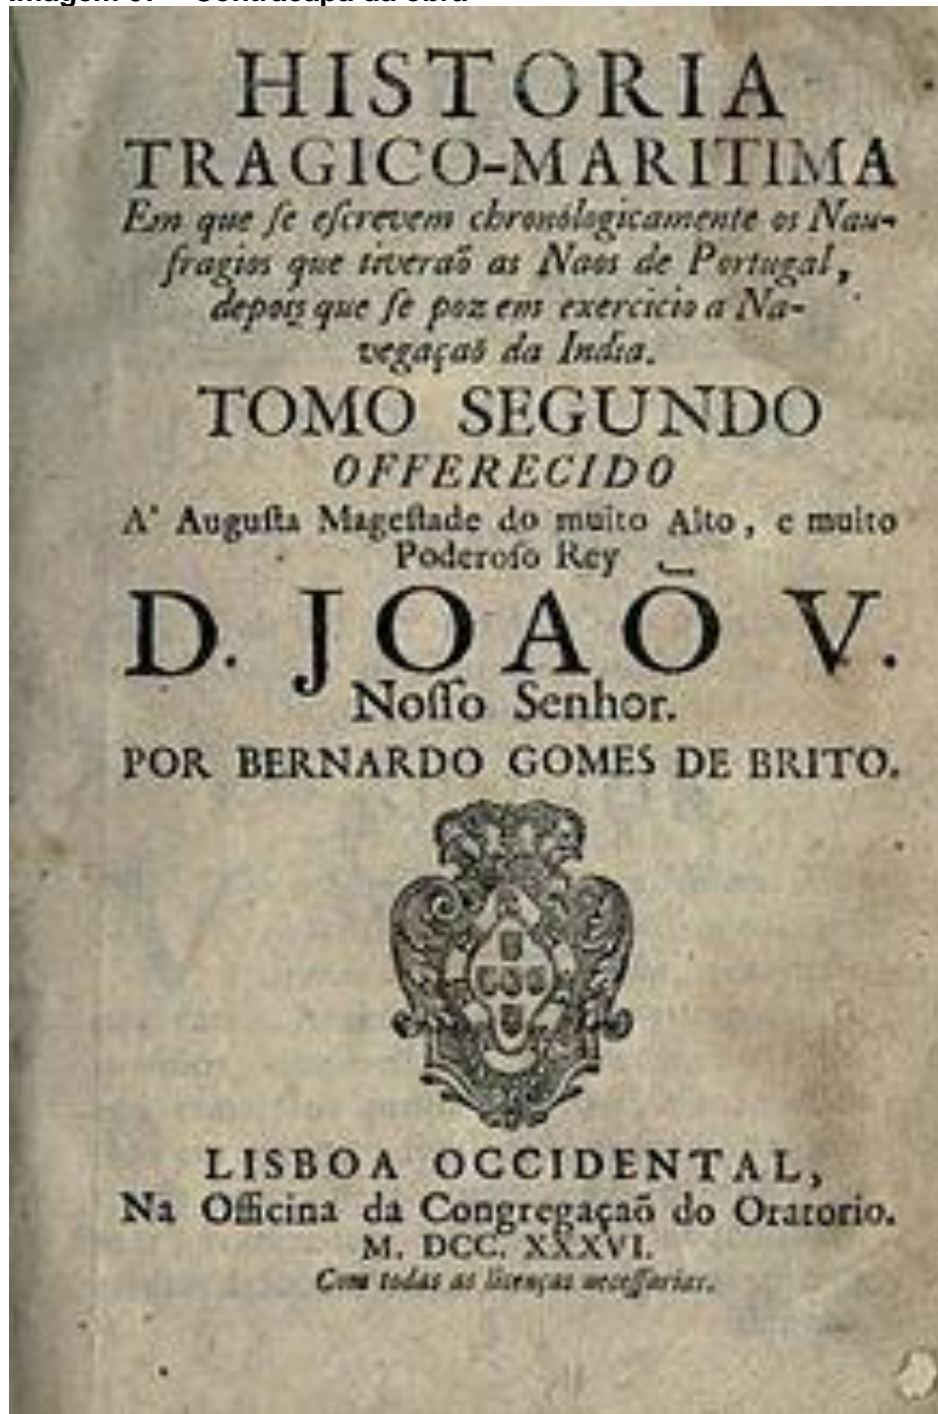 HISTORIA
TRAGICO-MARITIMA
Em que ſe eſcrevem chronologicamente os Nau-
fragios que tiveraõ as Naos de Portugal,
depois que ſe poz em exercicio a Na-
vegaçaõ da India.
TOMO SEGUNDO
OFFERECIDO
A' Auguſta Mageſtade do muito Alto, e muito
Poderoſo Rey
D. JOAÕ V.
Noſſo Senhor.
POR BERNARDO GOMES DE BRITO.
LISBOA OCCIDENTAL,
Na Officina da Congregaçaõ do Oratorio.
M. DCC. XXXVI.
Com todas as licenças neceſſarias.